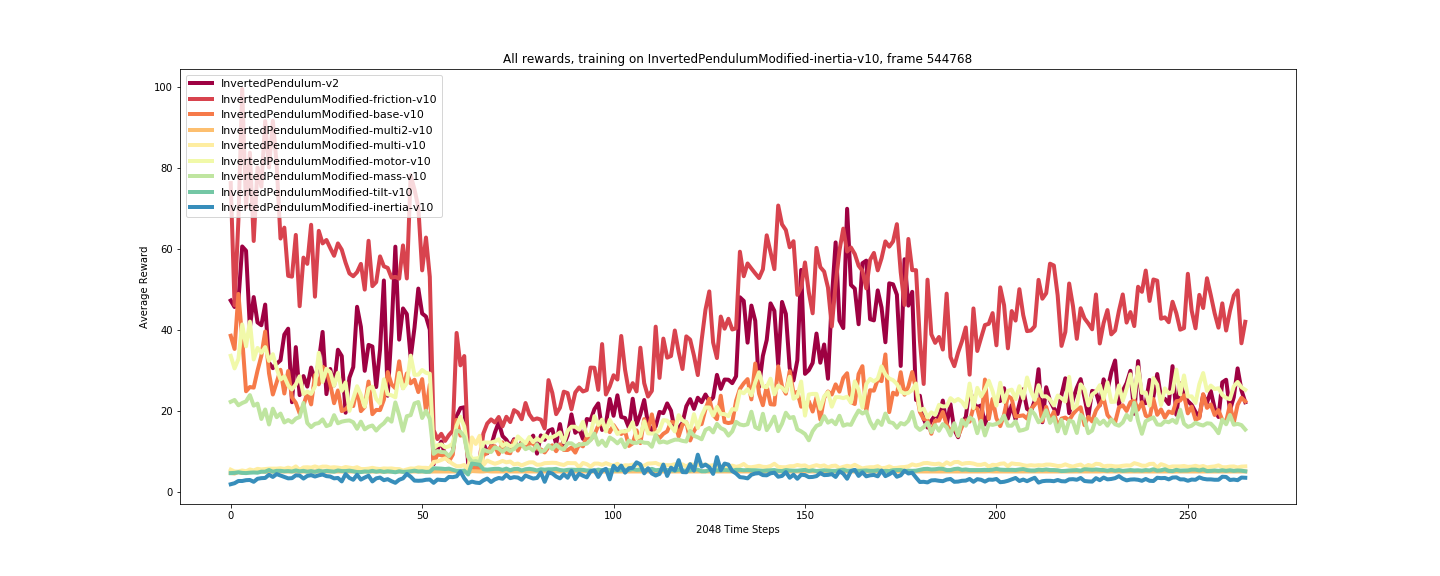 All rewards, training on InvertedPendulumModified-inertia-v10, frame 544768
InvertedPendulum-v2
InvertedPendulumModified-friction-v10
InvertedPendulumModified-base-v10
InvertedPendulumModified-multi2-v10
InvertedPendulumModified-multi-v10
InvertedPendulumModified-motor-v10
InvertedPendulumModified-mass-v10
InvertedPendulumModified-tilt-v10
InvertedPendulumModified-inertia-v10
Average Reward
100
80
60
40
20
0
0 50 100 150 200 250
2048 Time Steps